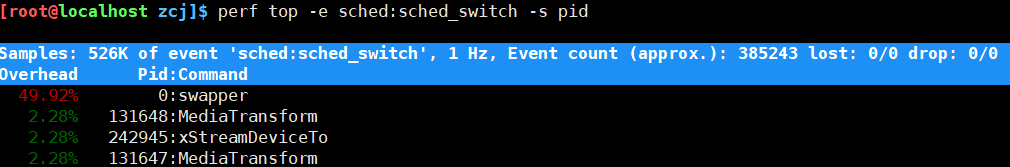 [root@localhost zcj]$ perf top -e sched:sched_switch -s pid
Samples: 526K of event 'sched:sched_switch', 1 Hz, Event count (approx.): 385243 lost: 0/0 drop: 0/0
Overhead Pid:Command
49.92% 0:swapper
2.28% 131648:MediaTransform
2.28% 242945:xStreamDeviceTo
2.28% 131647:MediaTransform